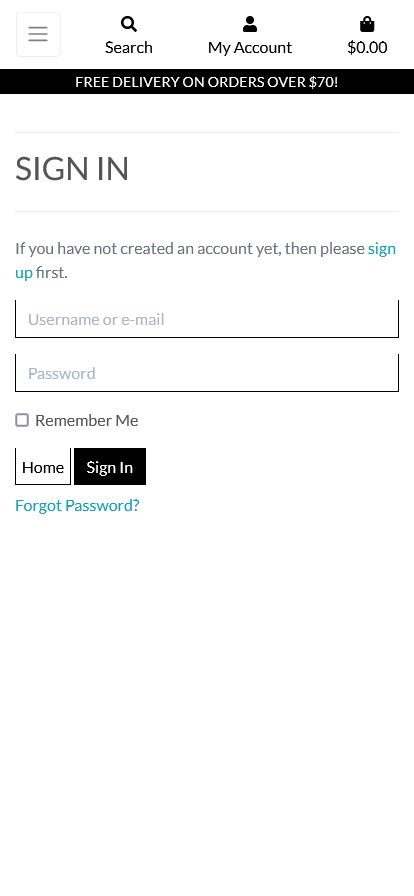 Search
My Account
$0.00
FREE DELIVERY ON ORDERS OVER $70!
SIGN IN
If you have not created an account yet, then please sign
up first.
Username or e-mail
Password
Remember Me
Home
Sign In
Forgot Password?